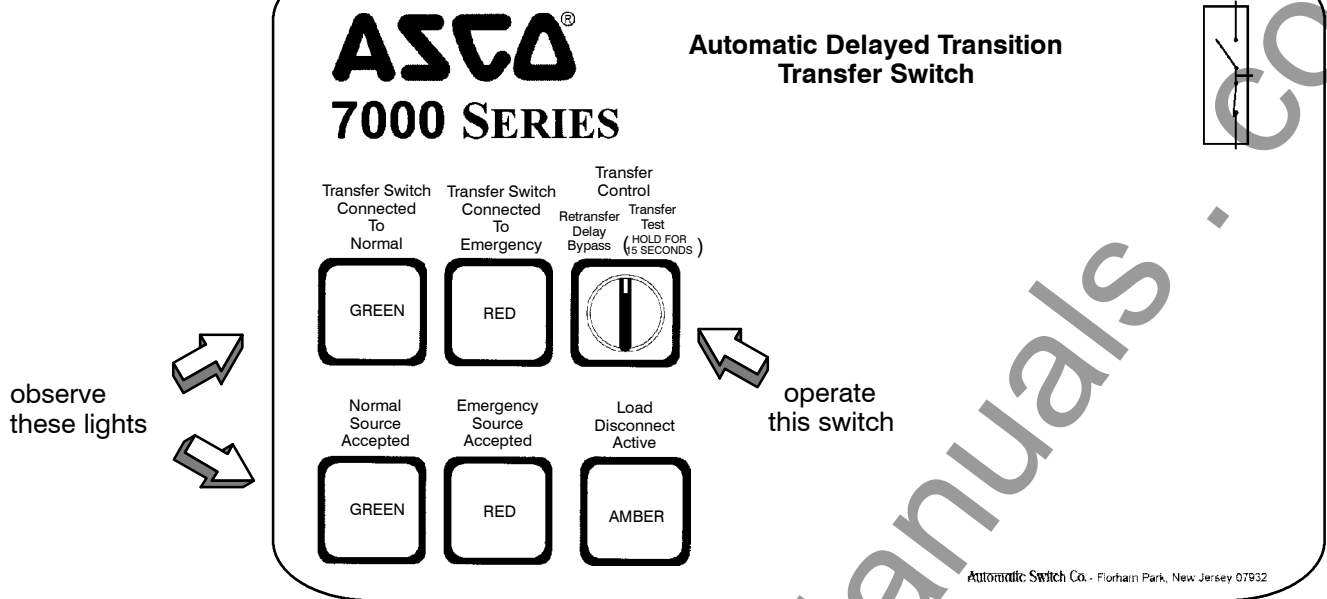 ASCO®
7000 SERIES
Automatic Delayed Transition
Transfer Switch
Transfer Switch
Connected
To
Normal
Transfer Switch
Connected
To
Emergency
Transfer
Control
Retransfer
Delay
Bypass
Transfer
Test
(HOLD FOR
15 SECONDS)
GREEN
RED
observe
these lights
operate
this switch
Normal
Source
Accepted
Emergency
Source
Accepted
Load
Disconnect
Active
GREEN
RED
AMBER
Automatic Switch Co. - Florham Park, New Jersey 07932
anuals . co